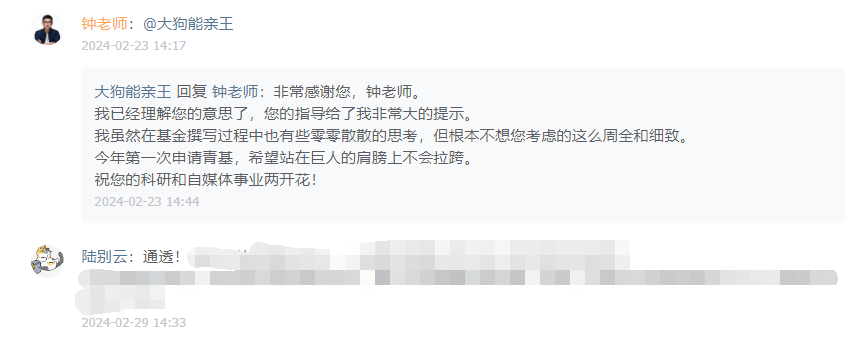 钟老师：@大狗能亲王
2024-02-23 14:17
大狗能亲王 回复 钟老师：非常感谢您，钟老师。
我已经理解您的意思了，您的指导给了我非常大的提示。
我虽然在基金撰写过程中也有些零零散散的思考，但根本不想您考虑的这么周全和细致。
今年第一次申请青基，希望站在巨人的肩膀上不会拉跨。
祝您的科研和自媒体事业两开花！
2024-02-23 14:44
陆别云：通透！
2024-02-29 14:33